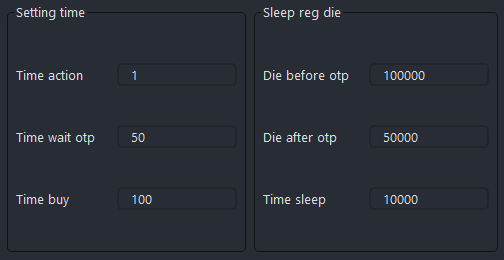 Setting time
Time action 1
Time wait otp 50
Time buy 100
Sleep reg die
Die before otp 100000
Die after otp 50000
Time sleep 10000